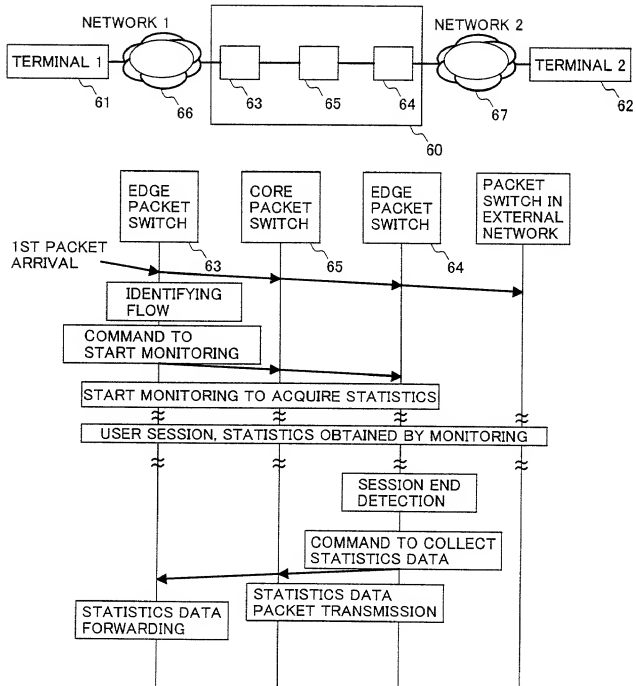 NETWORK 1
NETWORK 2
TERMINAL 1
TERMINAL 2
61
66
63
65
64
67
62
60
EDGE
PACKET
SWITCH
CORE
PACKET
SWITCH
EDGE
PACKET
SWITCH
PACKET
SWITCH IN
EXTERNAL
NETWORK
63
65
64
1ST PACKET
ARRIVAL
IDENTIFYING
FLOW
COMMAND TO
START MONITORING
START MONITORING TO ACQUIRE STATISTICS
USER SESSION, STATISTICS OBTAINED BY MONITORING
SESSION END
DETECTION
COMMAND TO COLLECT
STATISTICS DATA
STATISTICS DATA
PACKET TRANSMISSION
STATISTICS DATA
FORWARDING